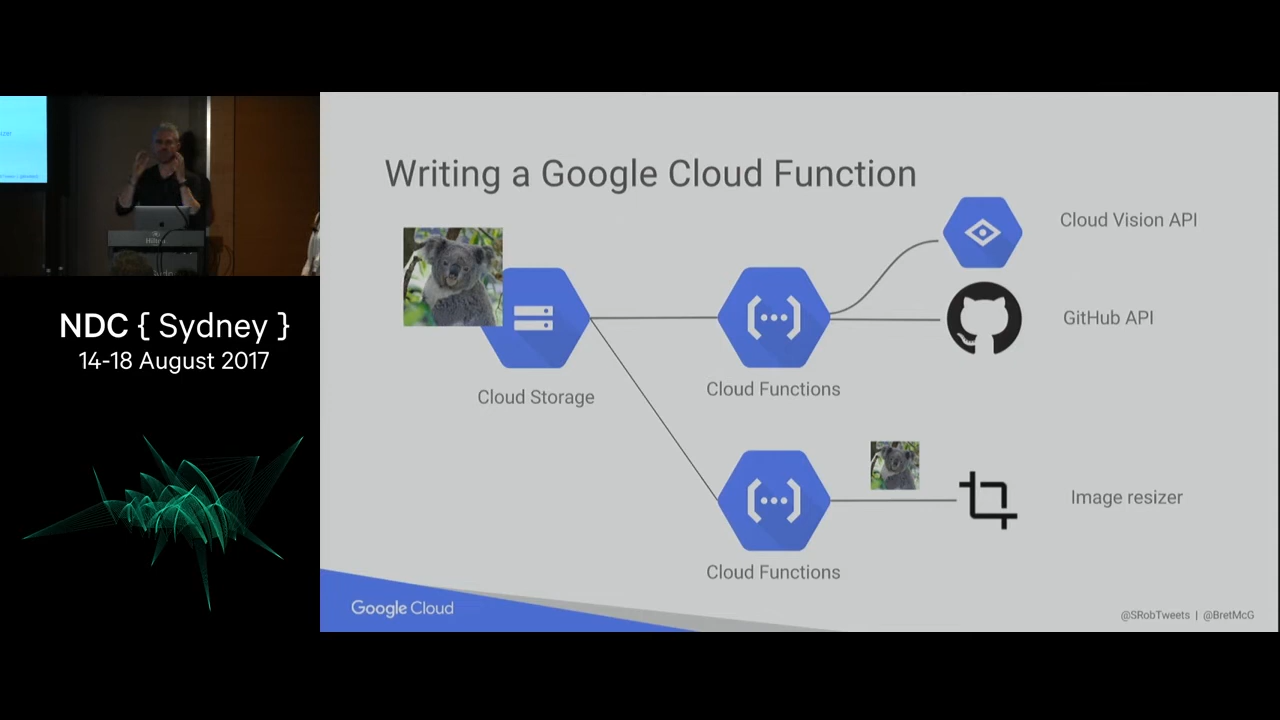 NDC { Sydney }
14-18 August 2017
Writing a Google Cloud Function
Cloud Vision API
GitHub API
Cloud Storage
Cloud Functions
Image resizer
Cloud Functions
Google Cloud
@SRobTweets | @BretMcG
Hilton